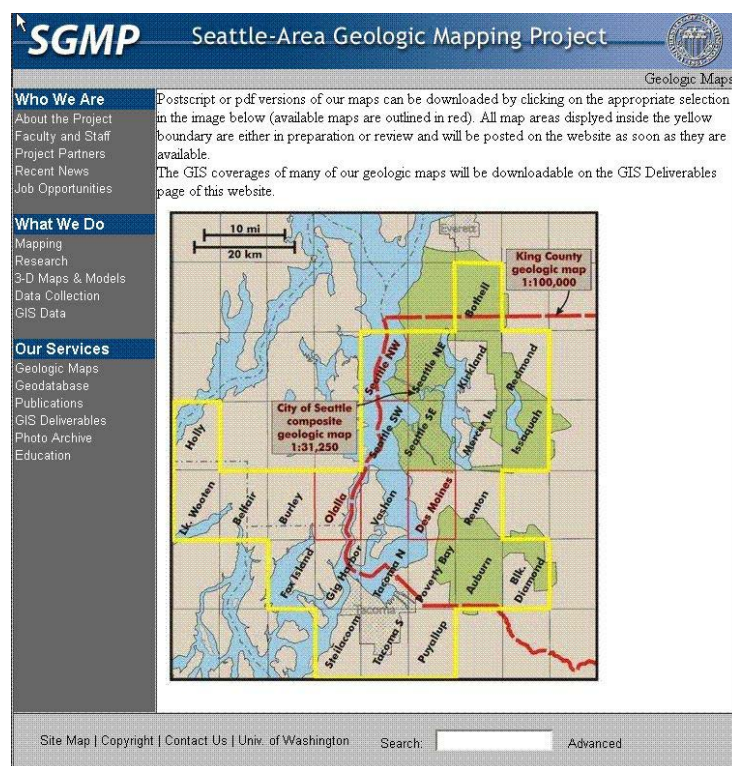 SGMP Seattle-Area Geologic Mapping Project
Geologic Maps
Who We Are
About the Project
Faculty and Staff
Project Partners
Recent News
Job Opportunities
What We Do
Mapping
Research
3-D Maps & Models
Data Collection
GIS Data
Our Services
Geologic Maps
Geodatabase
Publications
GIS Deliverables
Photo Archive
Education
Postscript or pdf versions of our maps can be downloaded by clicking on the appropriate selection
in the image below (available maps are outlined in red). All map areas displyed inside the yellow
boundary are either in preparation or review and will be posted on the website as soon as they are
available.
The GIS coverages of many of our geologic maps will be downloadable on the GIS Deliverables
page of this website.
10 mi
20 km
Everett
King County
geologic map
1:100,000
Bothell
Seattle NW
Seattle NE
Kirkland
Redmond
City of Seattle
composite
geologic map
1:31,250
Holly
Seattle SW
Seattle SE
Mercer Is.
Issaquah
Lk. Wooten
Belfair
Burley
Olalla
Vashon
Des Moines
Renton
Fox Island
Gig Harbor
Tacoma N
Poverty Bay
Auburn
Blk.
Diamond
Tacoma
Steilacoom
Tacoma S
Puyallup
Site Map | Copyright | Contact Us | Univ. of Washington Search: Advanced